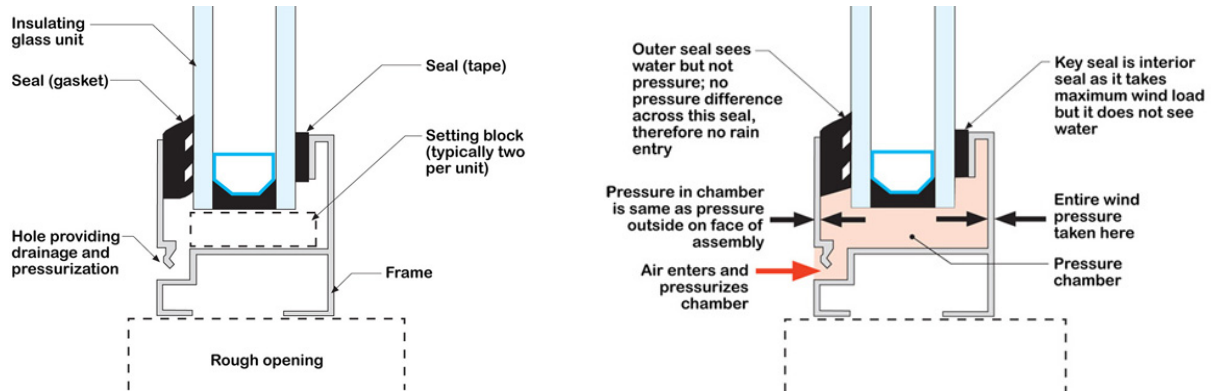 Insulating
glass unit
Seal (gasket)
Seal (tape)
Setting block
(typically two
per unit)
Hole providing
drainage and
pressurization
Frame
Rough opening
Outer seal sees
water but not
pressure; no
pressure difference
across this seal,
therefore no rain
entry
Key seal is interior
seal as it takes
maximum wind load
but it does not see
water
Pressure in chamber
is same as pressure
outside on face of
assembly
Entire wind
pressure
taken here
Air enters and
pressurizes
chamber
Pressure
chamber